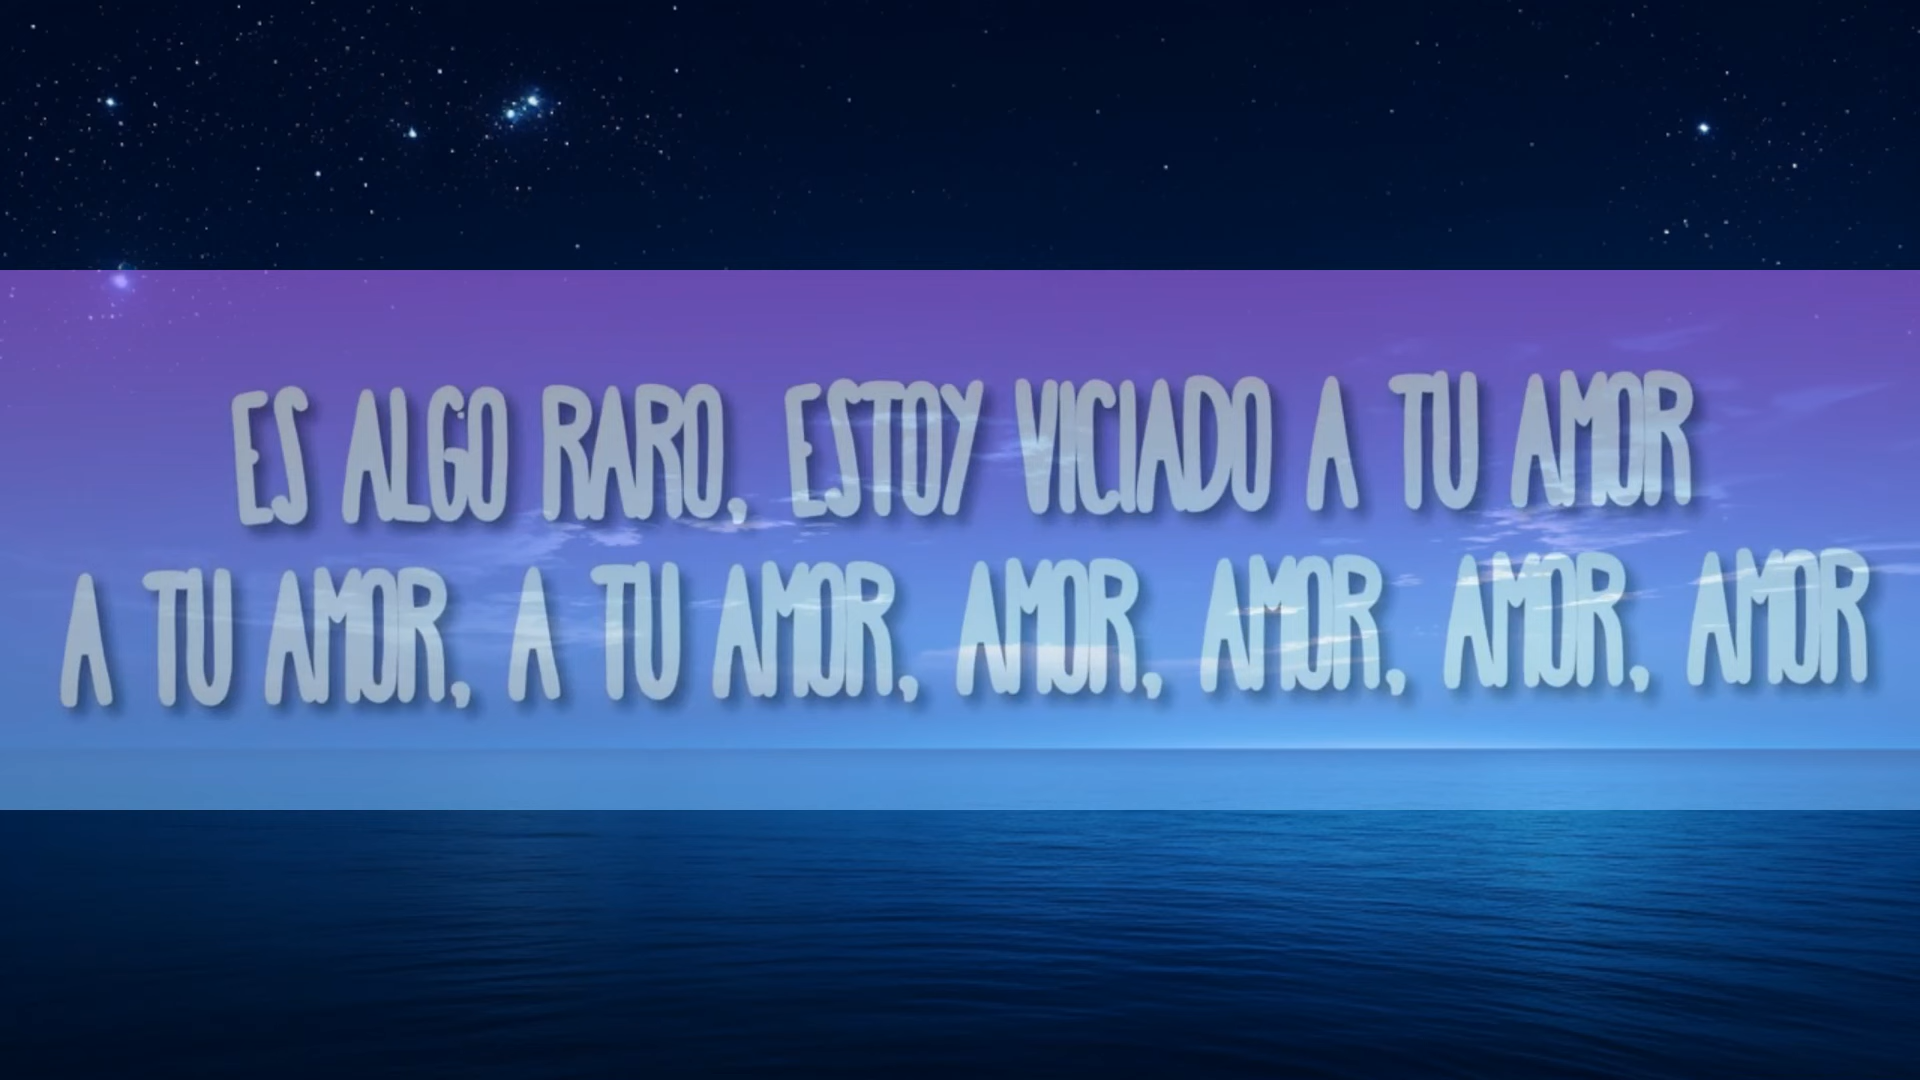 ES ALGO RARO, ESTOY VICIADO A TU AMOR
A TU AMOR, A TU AMOR, AMOR, AMOR, AMOR, AMOR